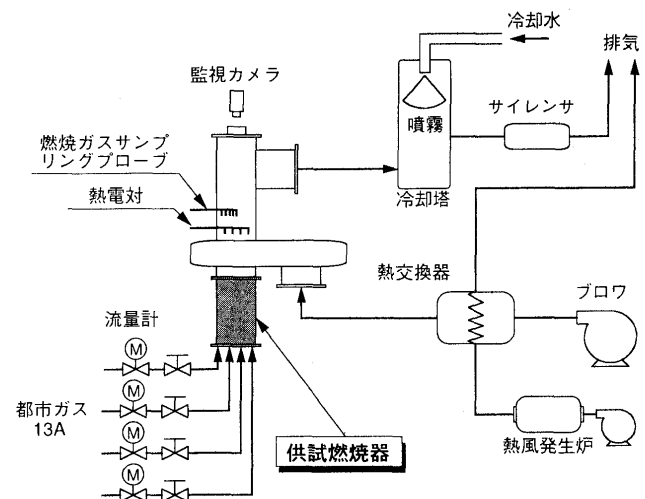 冷却水
排気
監視カメラ
サイレンサ
噴霧
燃焼ガスサンプ
リングプローブ
冷却塔
熱電対
熱交換器
ブロワ
流量計
M
M
都市ガス
13A
M
熱風発生炉
供試燃焼器
M